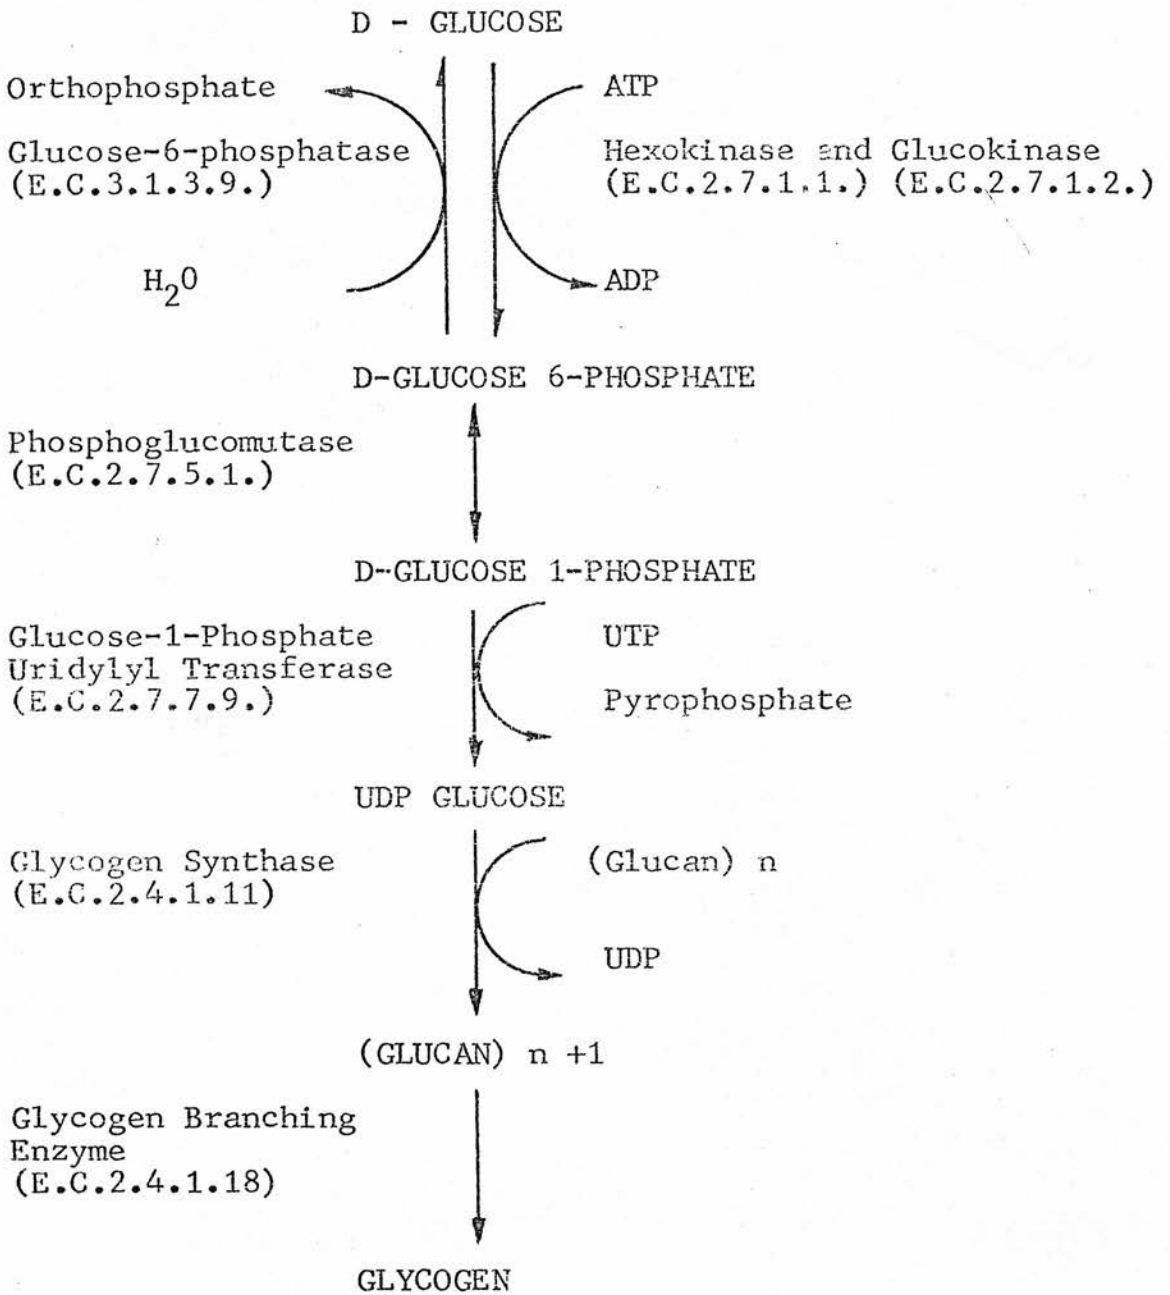 D - GLUCOSE
Orthophosphate
ATP
Glucose-6-phosphatase
(E.C.3.1.3.9.)
Hexokinase and Glucokinase
(E.C.2.7.1.1.) (E.C.2.7.1.2.)
H2O
ADP
D-GLUCOSE 6-PHOSPHATE
Phosphoglucomutase
(E.C.2.7.5.1.)
D-GLUCOSE 1-PHOSPHATE
Glucose-1-Phosphate
Uridylyl Transferase
(E.C.2.7.7.9.)
UTP
Pyrophosphate
UDP GLUCOSE
Glycogen Synthase
(E.C.2.4.1.11)
(Glucan) n
UDP
(GLUCAN) n +1
Glycogen Branching
Enzyme
(E.C.2.4.1.18)
GLYCOGEN